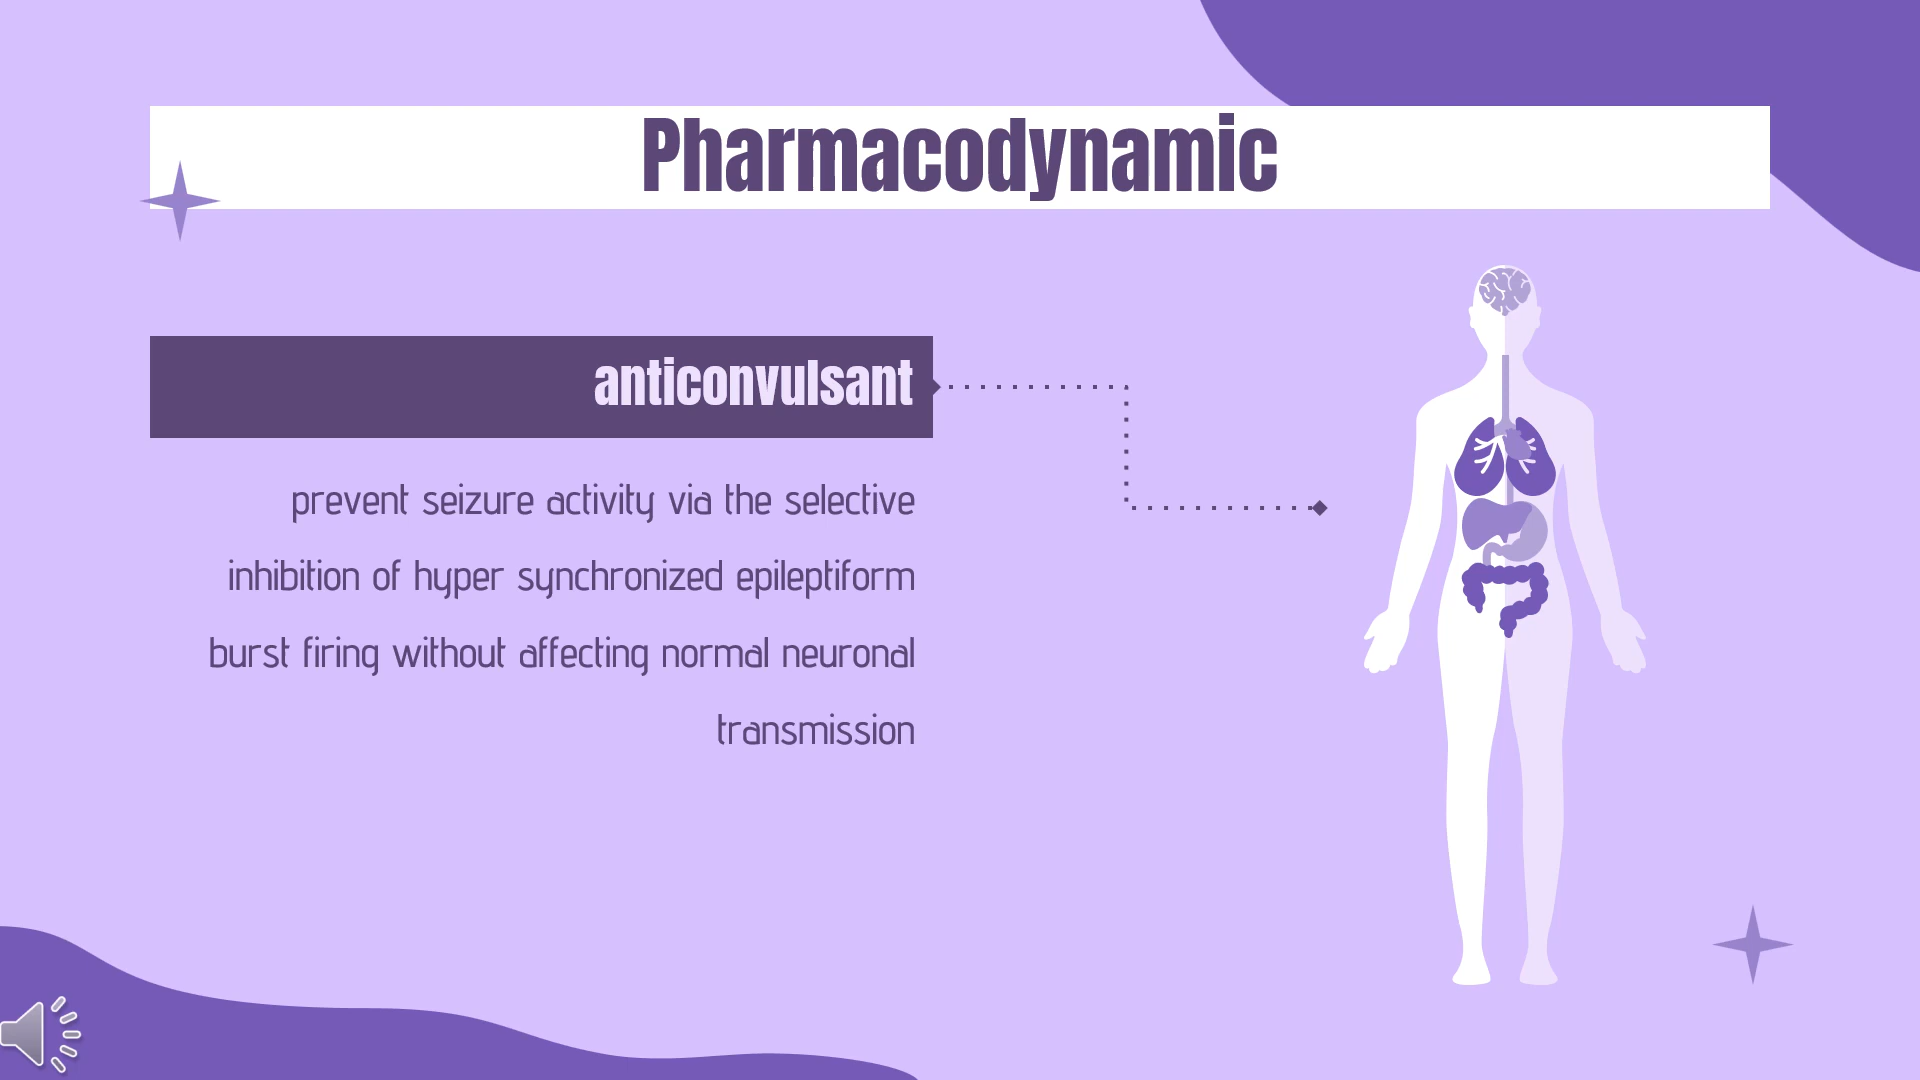 Pharmacodynamic
anticonvulsant
prevent seizure activity via the selective
inhibition of hyper synchronized epileptiform
burst firing without affecting normal neuronal
transmission